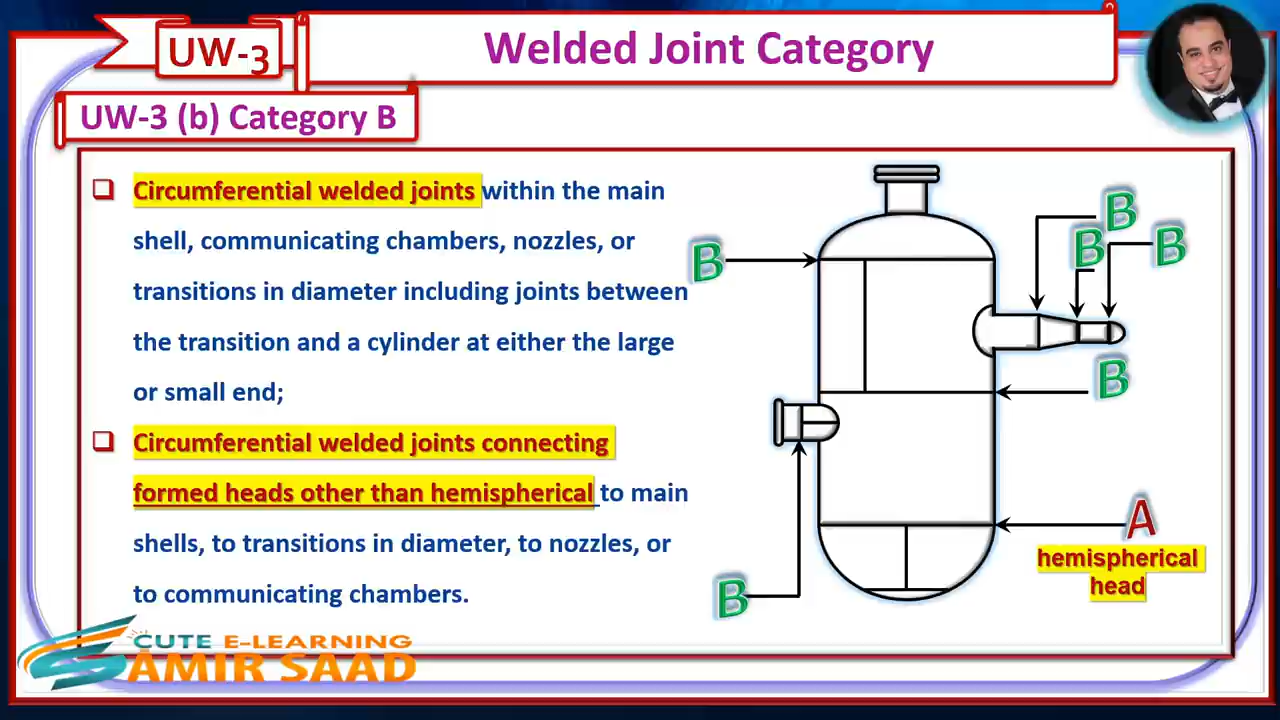 UW-3
Welded Joint Category
UW-3 (b) Category B
Circumferential welded joints within the main
shell, communicating chambers, nozzles, or
transitions in diameter including joints between
the transition and a cylinder at either the large
or small end;
Circumferential welded joints connecting
formed heads other than hemispherical to main
shells, to transitions in diameter, to nozzles, or
to communicating chambers.
B
B
B
B
B
A
hemispherical
head
B
CUTE E-LEARNING
AMIR SAAD